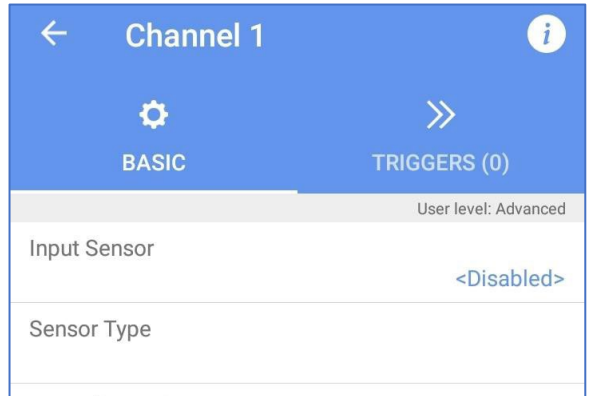 Channel 1
i
BASIC
TRIGGERS (0)
User level: Advanced
Input Sensor
<Disabled>
Sensor Type